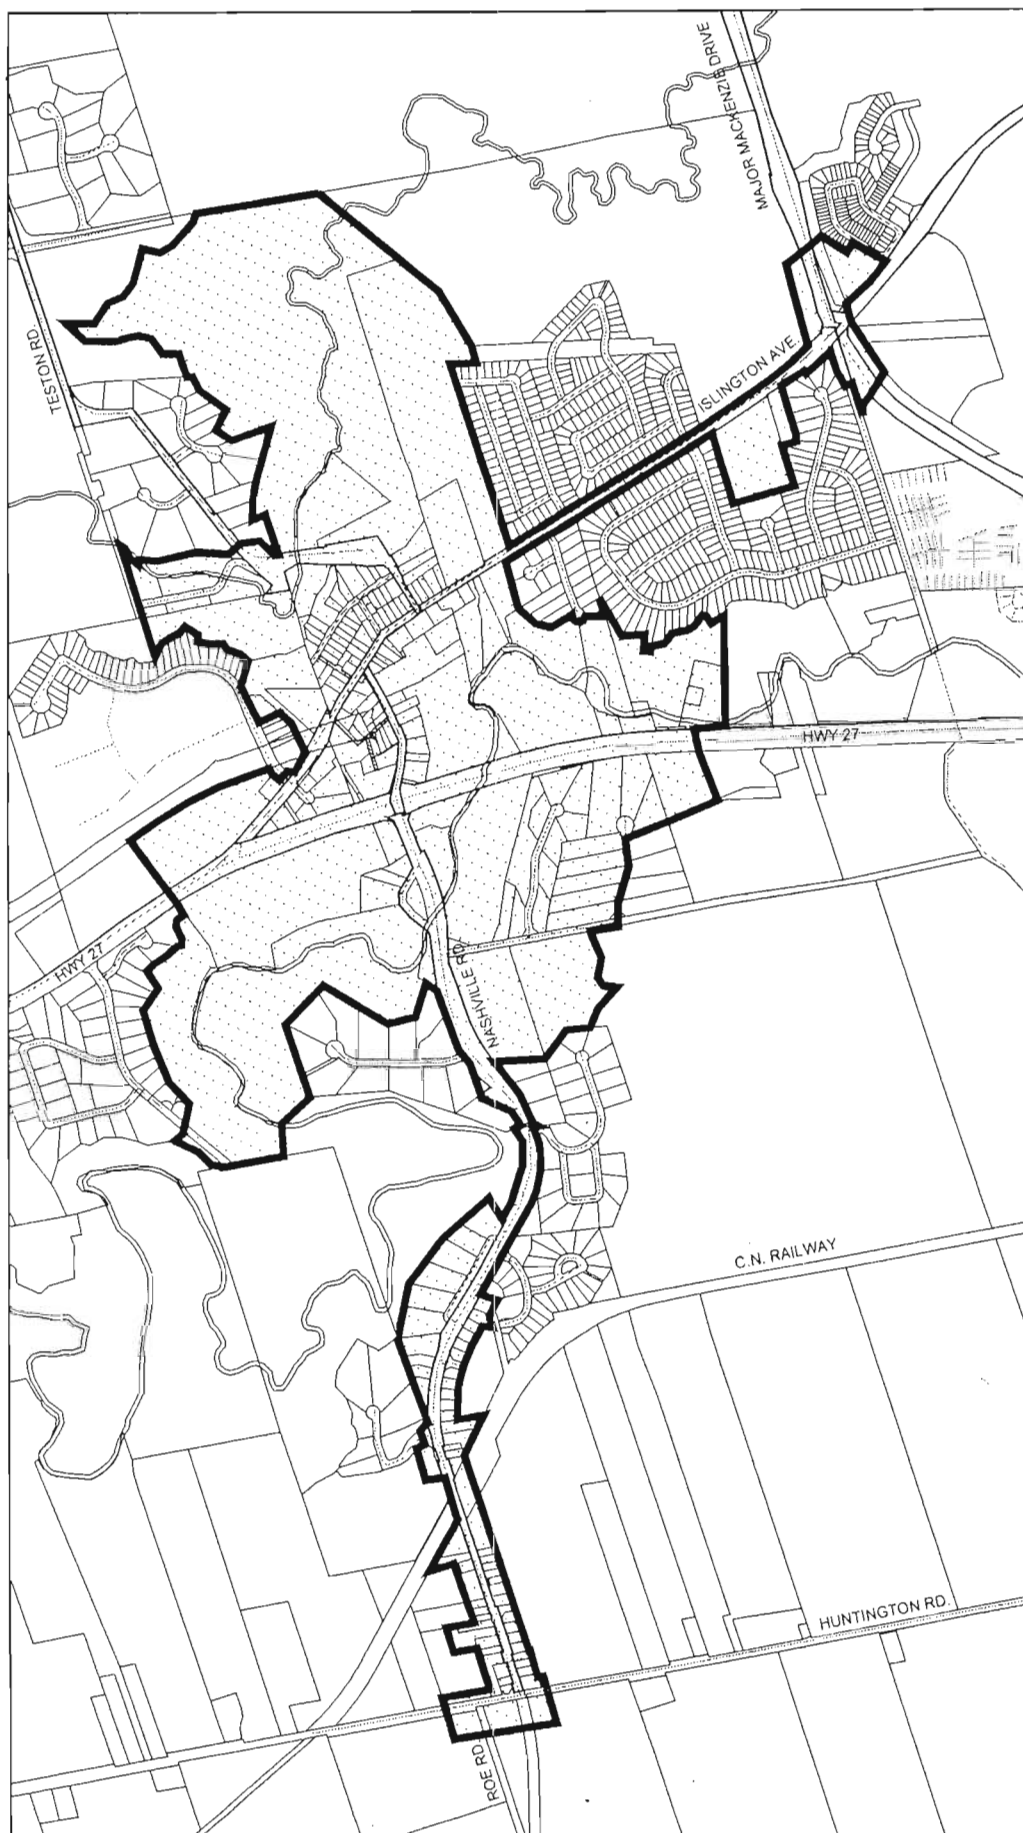 MAJOR MACKENZIE DRIVE
TESTON RD.
ISLINGTON AVE.
HWY 27
HWY 27
NASHVILLE RD.
C.N. RAILWAY
HUNTINGTON RD.
ROE RD.